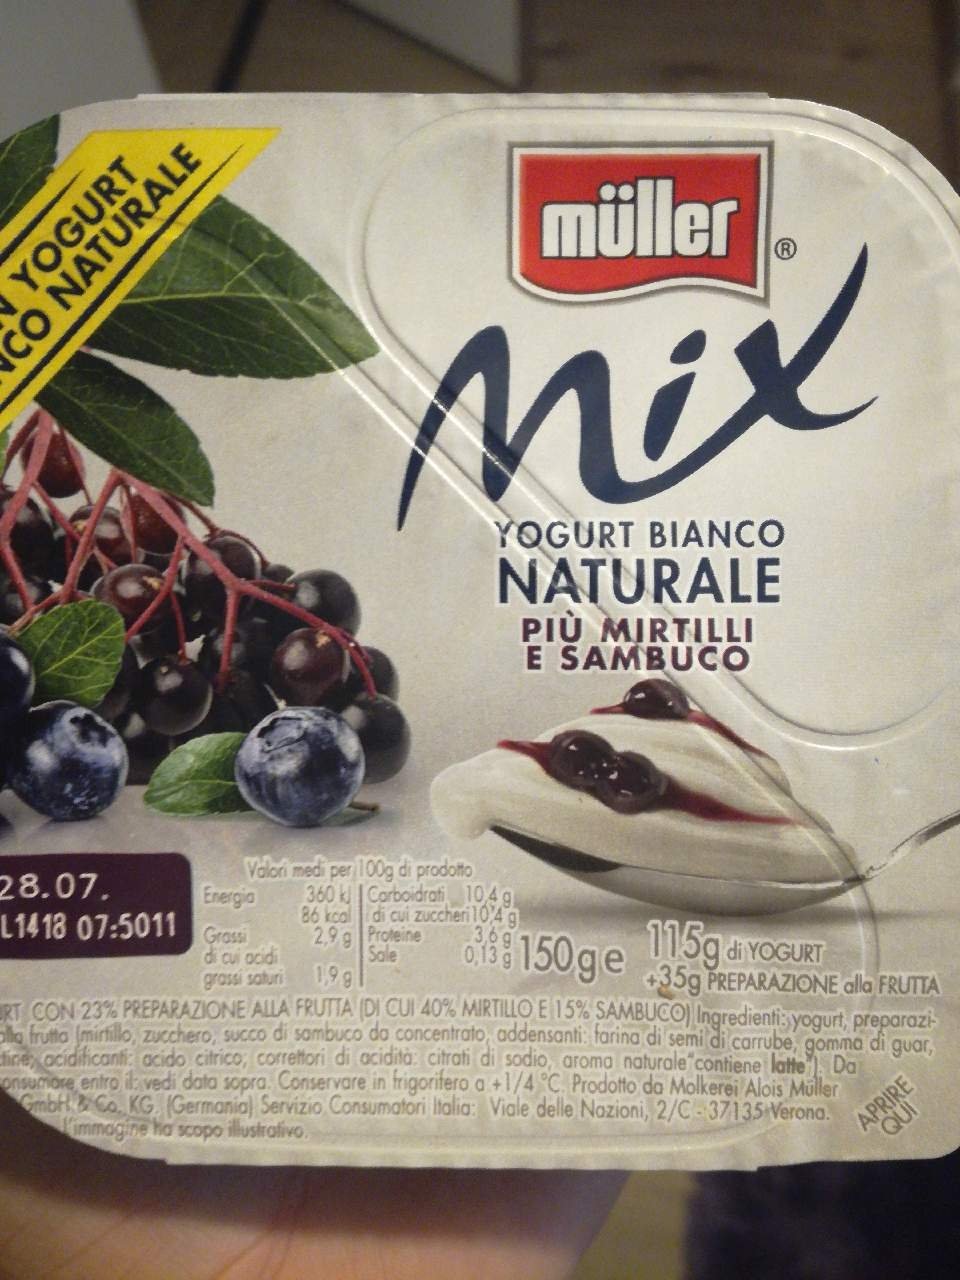 YOGURT
NATURALE
müller ®
Mix
YOGURT BIANCO
NATURALE
PIÙ MIRTILLI
E SAMBUCO
28.07.
L1418 07:5011
Valori medi per 100g di prodotto
Energia 360 kJ
86 kcal
Grassi 2,9 g
di cui acidi
grassi saturi 1,9 g
Carboidrati 10,4 g
di cui zuccheri 10,4 g
Proteine 3,6 g
Sale 0,13 g
150g e
115g di YOGURT
+35g PREPARAZIONE alla FRUTTA
CON 23% PREPARAZIONE ALLA FRUTTA (DI CUI 40% MIRTILLO E 15% SAMBUCO) Ingredienti: yogurt, preparazi-
alla frutta (mirtillo, zucchero, succo di sambuco da concentrato, addensanti: farina di semi di carrube, gomma di guar,
acidificanti: acido citrico; correttori di acidità: citrati di sodio, aroma naturale "contiene latte"). Da
consumare entro il: vedi data sopra. Conservare in frigorifero a +1/4 °C. Prodotto da Molkerei Alois Müller
GmbH & Co. KG. (Germania) Servizio Consumatori Italia: Viale delle Nazioni, 2/C - 37135 Verona.
L'immagine ha scopo illustrativo.
APRIRE
QUI